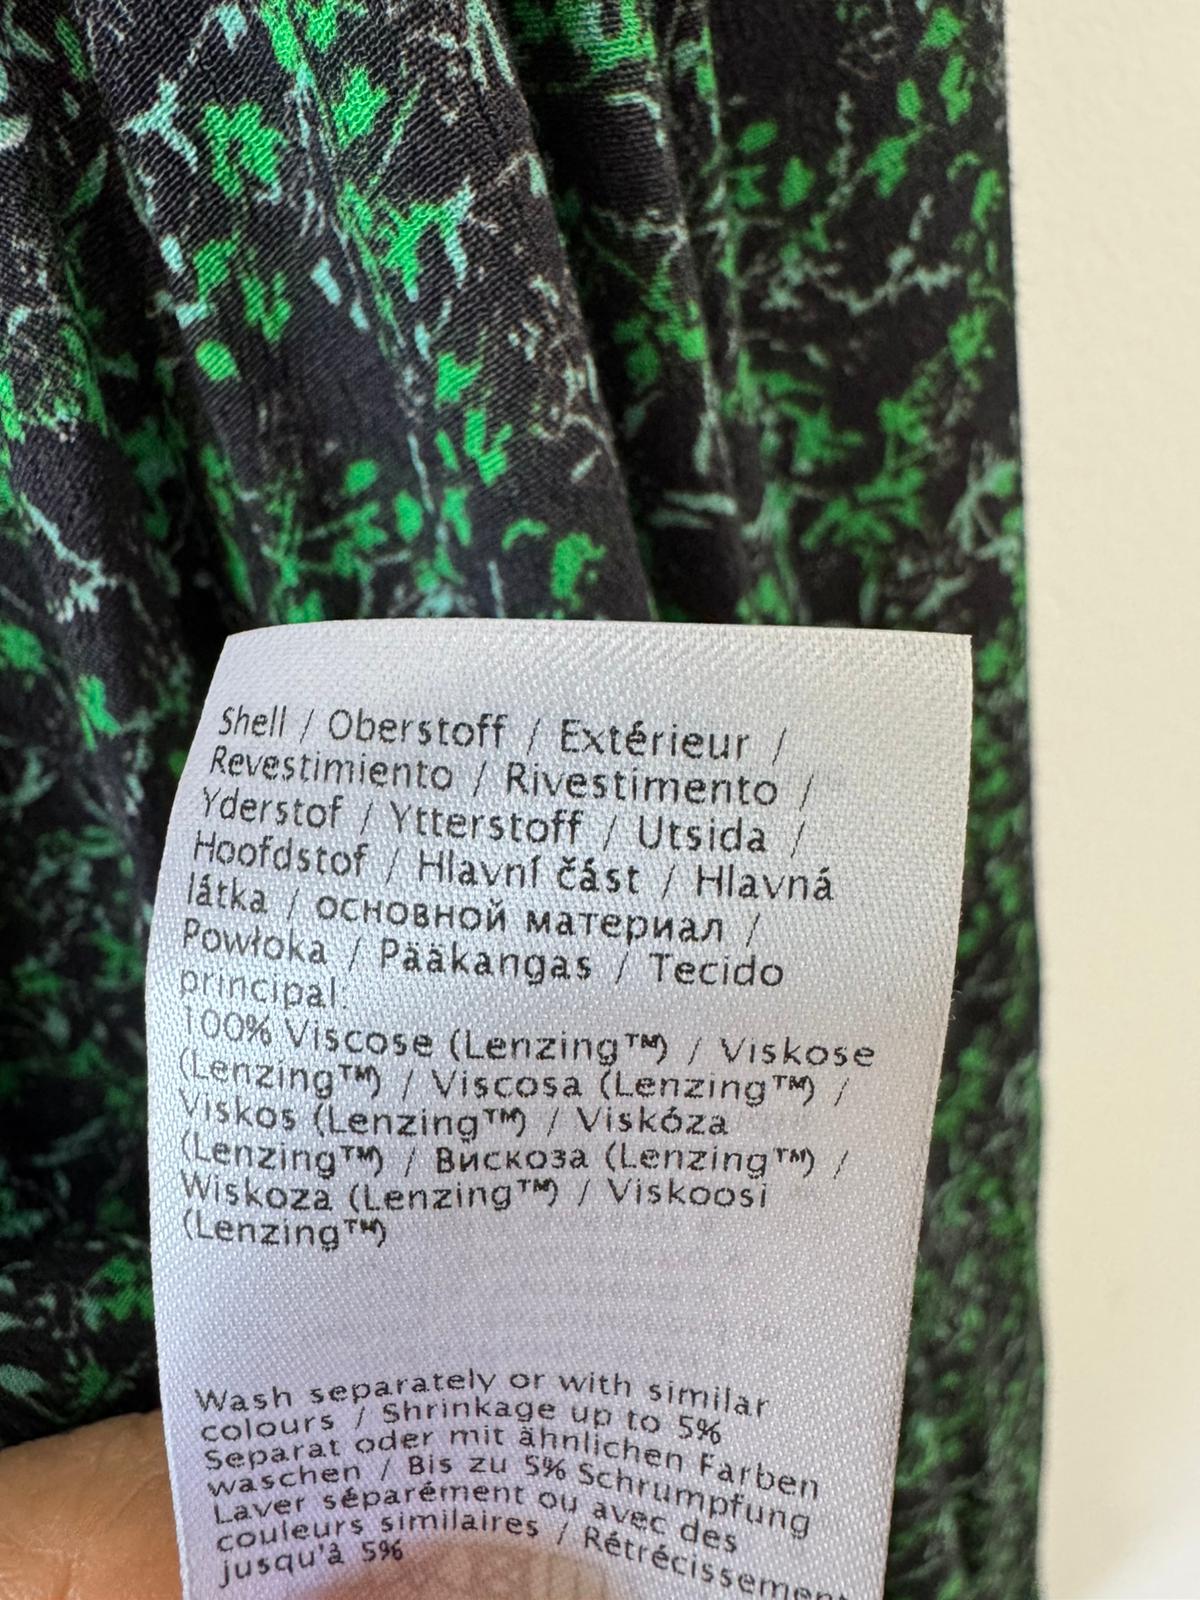 Shell / Oberstoff / Extérieur /
Revestimiento / Rivestimento /
Yderstof / Ytterstoff / Utsida /
Hoofdstof / Hlavní část / Hlavná
látka / основной материал /
Powłoka / Pääkangas / Tecido
principal:
100% Viscose (Lenzing™) / Viskose
(Lenzing™) / Viscosa (Lenzing™) /
Viskos (Lenzing™) / Viskóza
(Lenzing™) / Вискоза (Lenzing™) /
Wiskoza (Lenzing™) / Viskoosi
(Lenzing™)
Wash separately or with similar
colours / Shrinkage up to 5%
Separat oder mit ähnlichen Farben
waschen / Bis zu 5% Schrumpfung
Laver séparément ou avec des
couleurs similaires / Rétrécissement
jusqu'à 5%